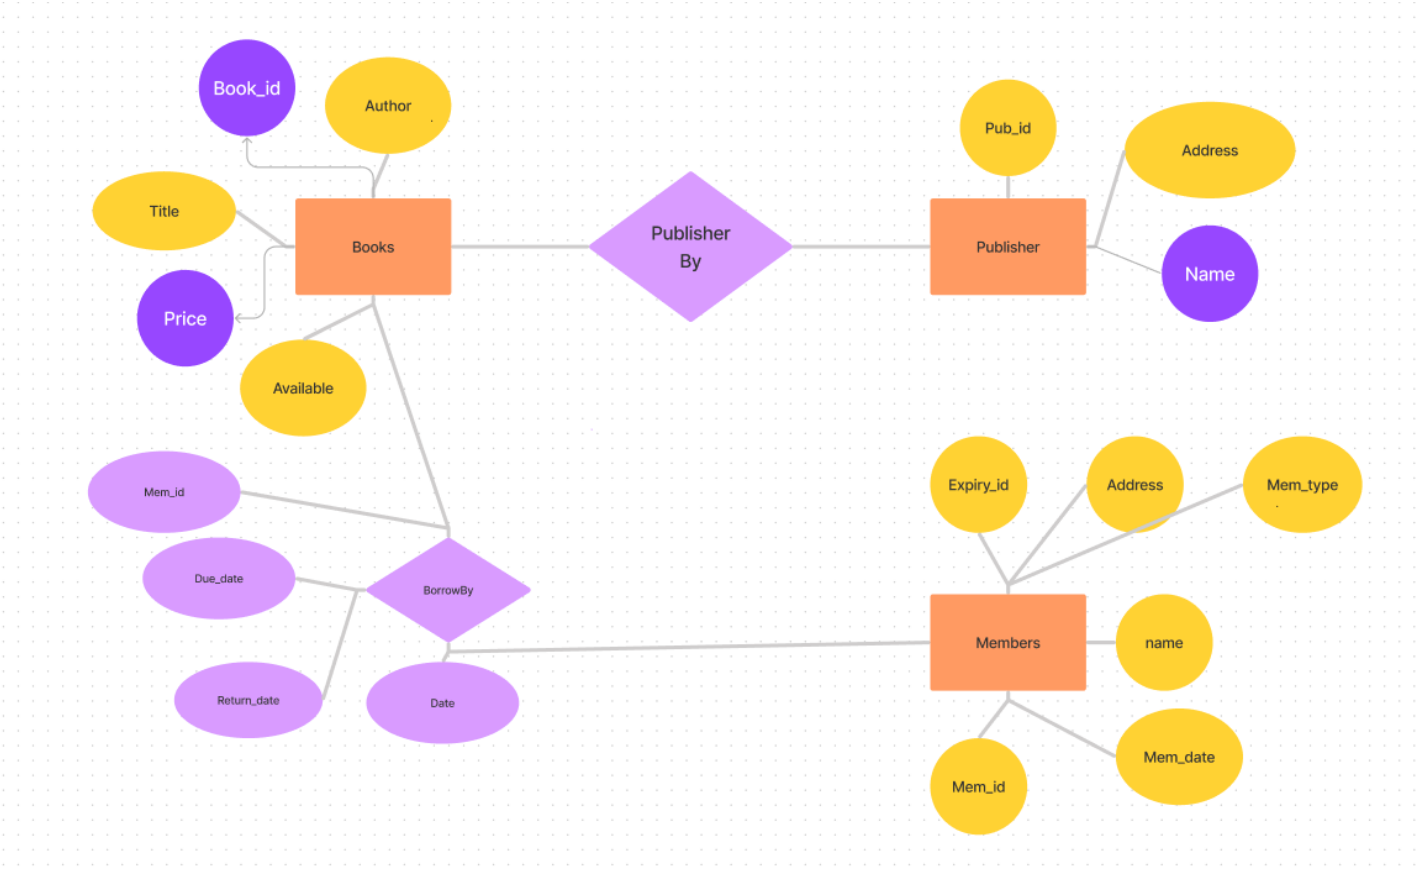 Book_id
Author
Pub_id
Address
Title
Books
Publisher
By
Publisher
Name
Price
Available
Mem_id
Expiry_id
Address
Mem_type
Due_date
BorrowBy
Members
name
Return_date
Date
Mem_date
Mem_id